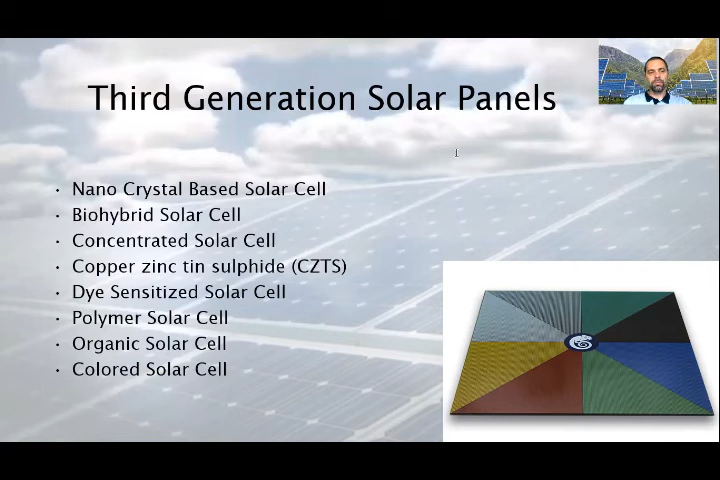 Third Generation Solar Panels
• Nano Crystal Based Solar Cell
• Biohybrid Solar Cell
• Concentrated Solar Cell
• Copper zinc tin sulphide (CZTS)
• Dye Sensitized Solar Cell
• Polymer Solar Cell
• Organic Solar Cell
• Colored Solar Cell